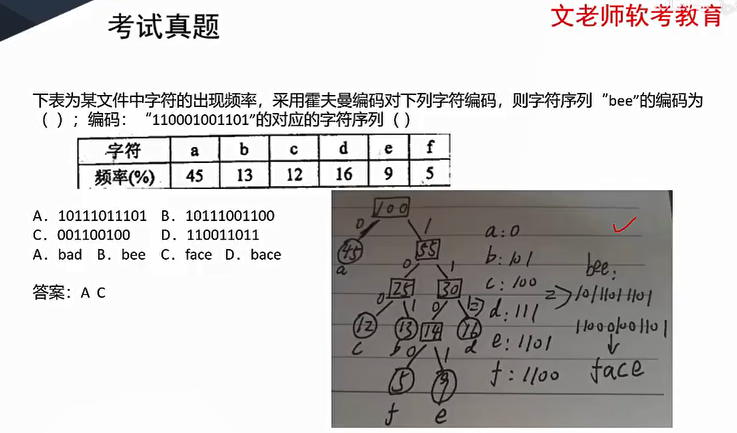 考试真题
文老师软考教育
下表为某文件中字符的出现频率，采用霍夫曼编码对下列字符编码，则字符序列“bee”的编码为
（ ）；编码：“110001001101”的对应的字符序列（ ）
字符 a b c d e f
频率(%) 45 13 12 16 9 5
A. 10111011101 B. 10111001100
C. 001100100 D. 110011011
A. bad B. bee C. face D. bace
答案：A C
100
0 1
45 55
a 0 1
25 30
0 1 0 1
12 13 14 16
c b 0 1 d
5 9
f e
a:0
b:101
c:100
d:111
e:1101
f:1100
bee:
10111011101
110001001101
face